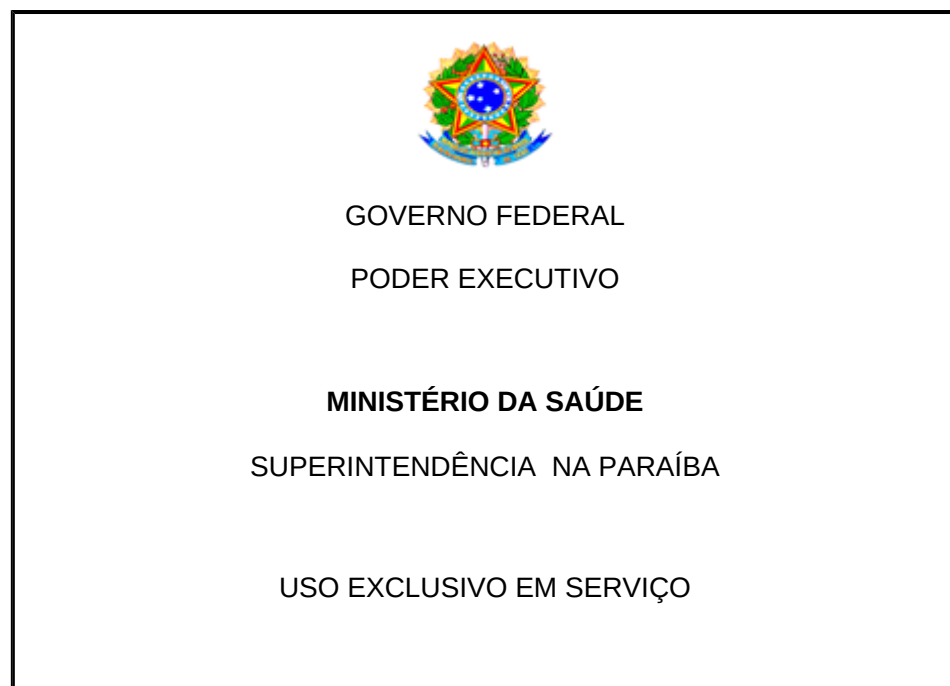 GOVERNO FEDERAL
PODER EXECUTIVO
MINISTÉRIO DA SAÚDE
SUPERINTENDÊNCIA NA PARAÍBA
USO EXCLUSIVO EM SERVIÇO